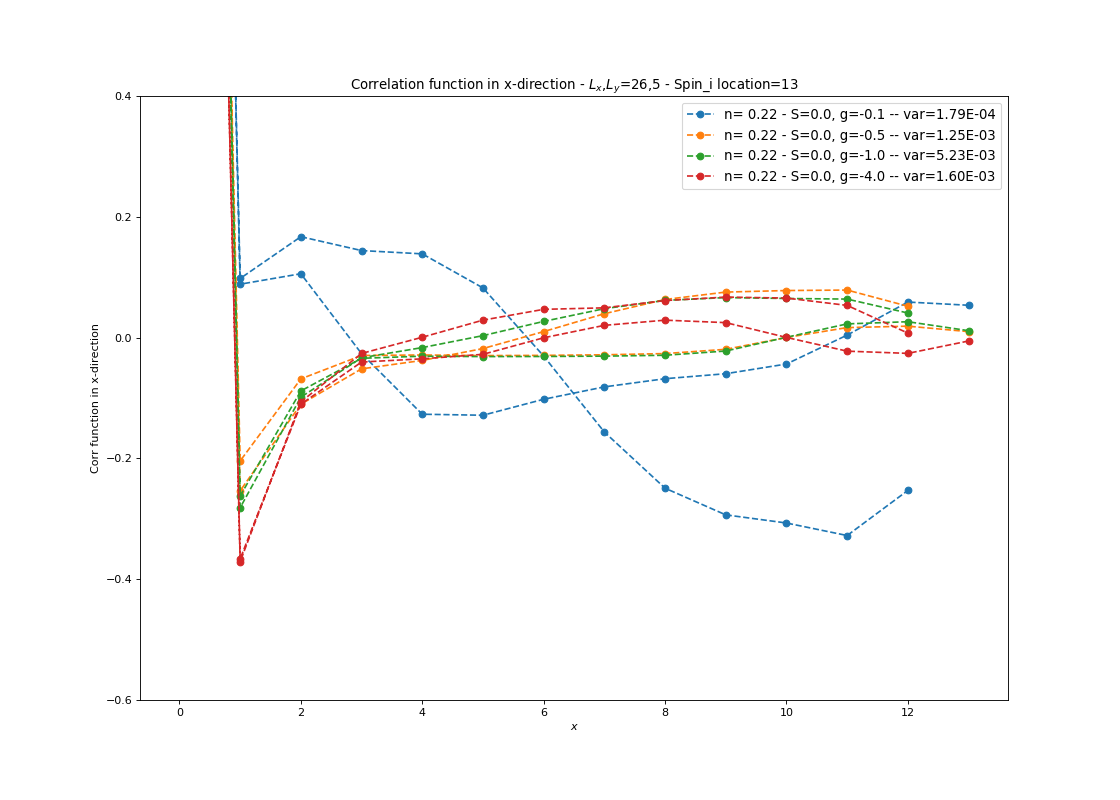 Correlation function in x-direction - Lx,Ly=26,5 - Spin_i location=13
n= 0.22 - S=0.0, g=-0.1 -- var=1.79E-04
n= 0.22 - S=0.0, g=-0.5 -- var=1.25E-03
n= 0.22 - S=0.0, g=-1.0 -- var=5.23E-03
n= 0.22 - S=0.0, g=-4.0 -- var=1.60E-03
Corr function in x-direction
0.4
0.2
0.0
−0.2
−0.4
−0.6
0 2 4 6 8 10 12
x